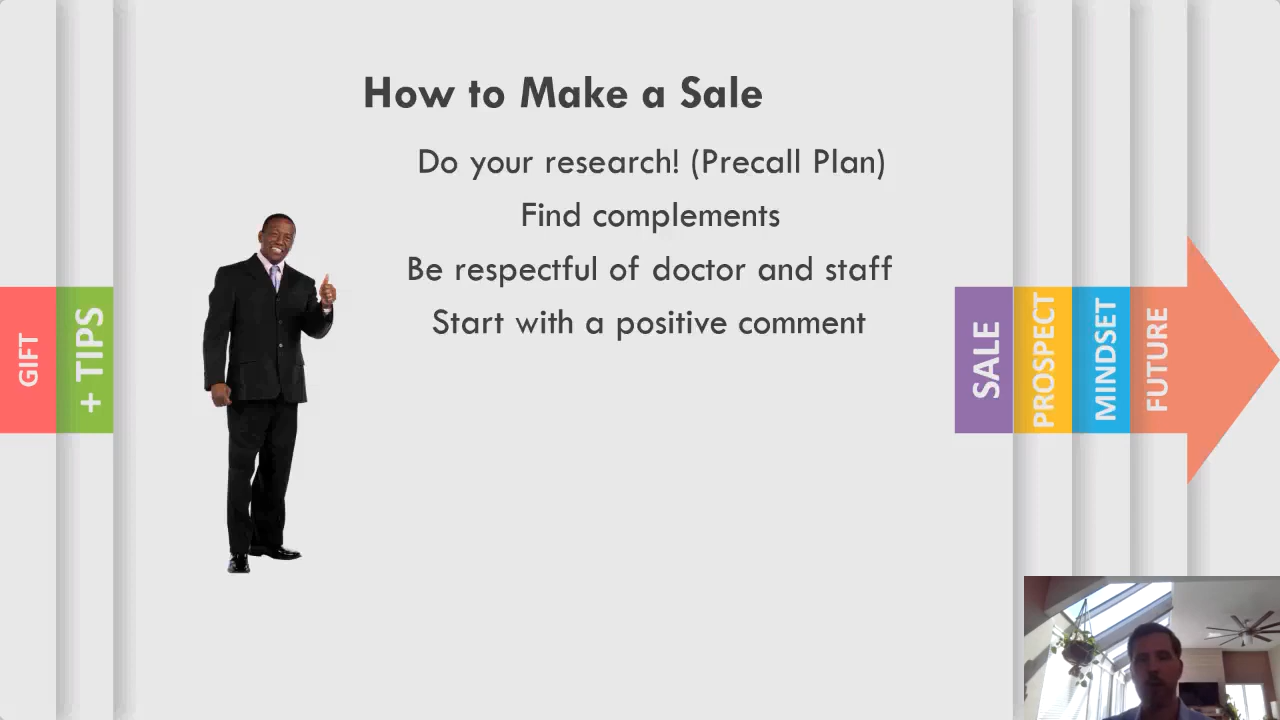 How to Make a Sale
Do your research! (Precall Plan)
Find complements
Be respectful of doctor and staff
Start with a positive comment
GIFT
+ TIPS
SALE
PROSPECT
MINDSET
FUTURE